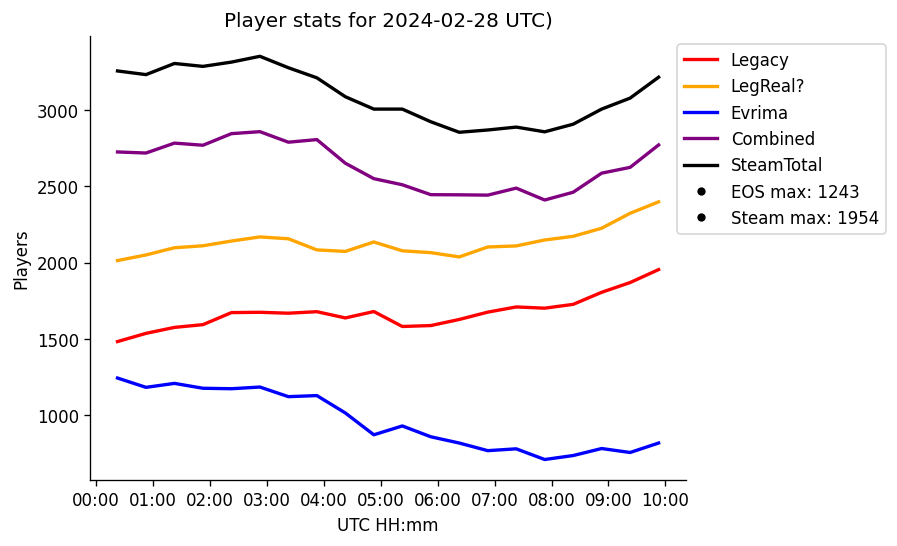 Player stats for 2024-02-28 UTC)
Legacy
LegReal?
Evrima
Combined
SteamTotal
EOS max: 1243
Steam max: 1954
Players
3000
2500
2000
1500
1000
00:00 01:00 02:00 03:00 04:00 05:00 06:00 07:00 08:00 09:00 10:00
UTC HH:mm